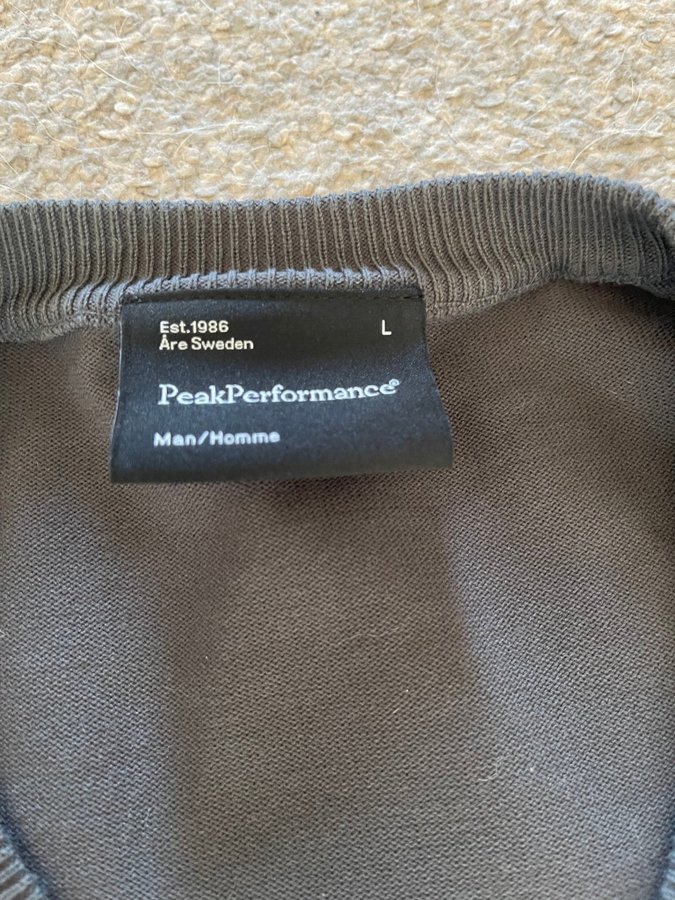 Est.1986 L
Åre Sweden
PeakPerformance®
Man/Homme